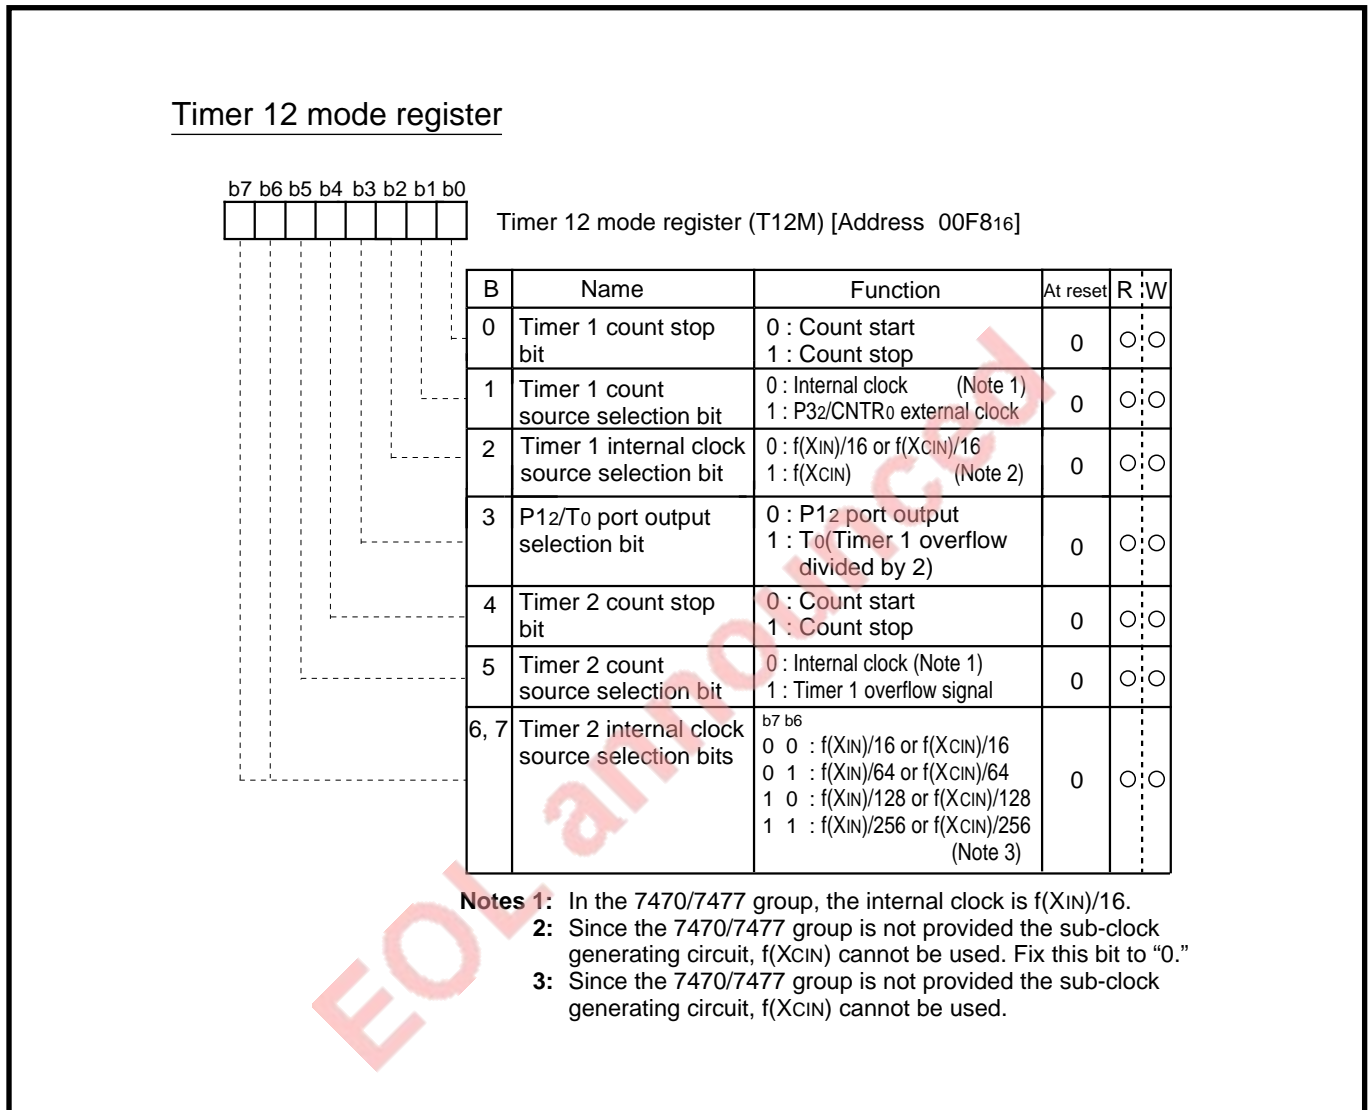 Timer 12 mode register
b7 b6 b5 b4 b3 b2 b1 b0
Timer 12 mode register (T12M) [Address 00F816]
B Name Function At reset R W
0 Timer 1 count stop bit 0 : Count start
1 : Count stop 0 ○ ○
1 Timer 1 count source selection bit 0 : Internal clock (Note 1)
1 : P32/CNTR0 external clock 0 ○ ○
2 Timer 1 internal clock source selection bit 0 : f(XIN)/16 or f(XCIN)/16
1 : f(XCIN) (Note 2) 0 ○ ○
3 P12/T0 port output selection bit 0 : P12 port output
1 : T0(Timer 1 overflow
divided by 2) 0 ○ ○
4 Timer 2 count stop bit 0 : Count start
1 : Count stop 0 ○ ○
5 Timer 2 count source selection bit 0 : Internal clock (Note 1)
1 : Timer 1 overflow signal 0 ○ ○
6, 7 Timer 2 internal clock source selection bits b7 b6
0 0 : f(XIN)/16 or f(XCIN)/16
0 1 : f(XIN)/64 or f(XCIN)/64
1 0 : f(XIN)/128 or f(XCIN)/128
1 1 : f(XIN)/256 or f(XCIN)/256
(Note 3) 0 ○ ○
Notes 1: In the 7470/7477 group, the internal clock is f(XIN)/16.
2: Since the 7470/7477 group is not provided the sub-clock
generating circuit, f(XCIN) cannot be used. Fix this bit to “0.”
3: Since the 7470/7477 group is not provided the sub-clock
generating circuit, f(XCIN) cannot be used.
EOL announced